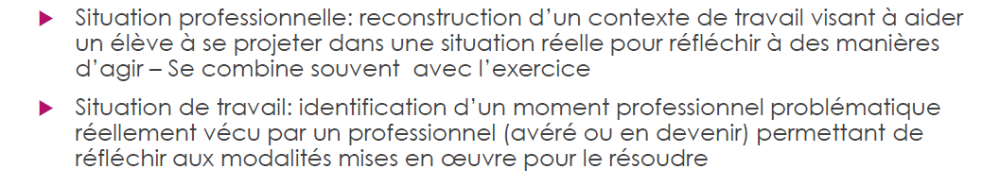 Situation professionnelle: reconstruction d’un contexte de travail visant à aider
un élève à se projeter dans une situation réelle pour réfléchir à des manières
d’agir – Se combine souvent avec l’exercice
Situation de travail: identification d’un moment professionnel problématique
réellement vécu par un professionnel (avéré ou en devenir) permettant de
réfléchir aux modalités mises en œuvre pour le résoudre